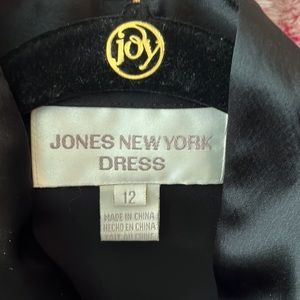 joy
JONES NEW YORK
DRESS
12
MADE IN CHINA
HECHO EN CHINA